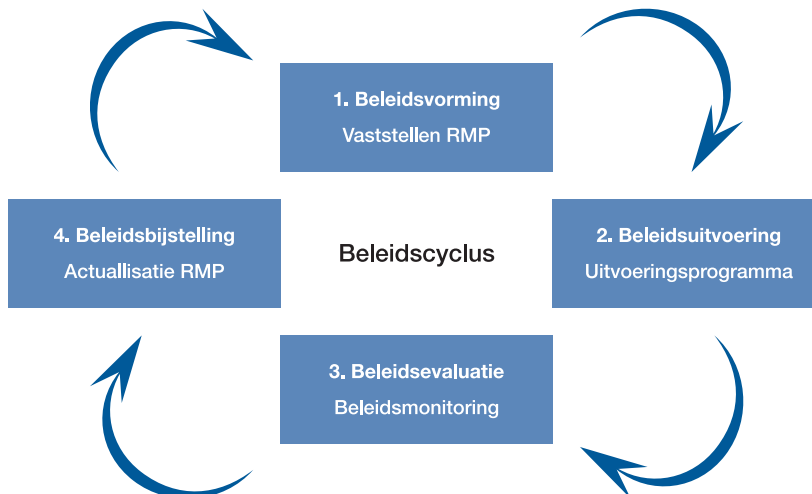 1. Beleidsvorming
Vaststellen RMP
2. Beleidsuitvoering
Uitvoeringsprogramma
3. Beleidsevaluatie
Beleidsmonitoring
4. Beleidsbijstelling
Actuallisatie RMP
Beleidscyclus